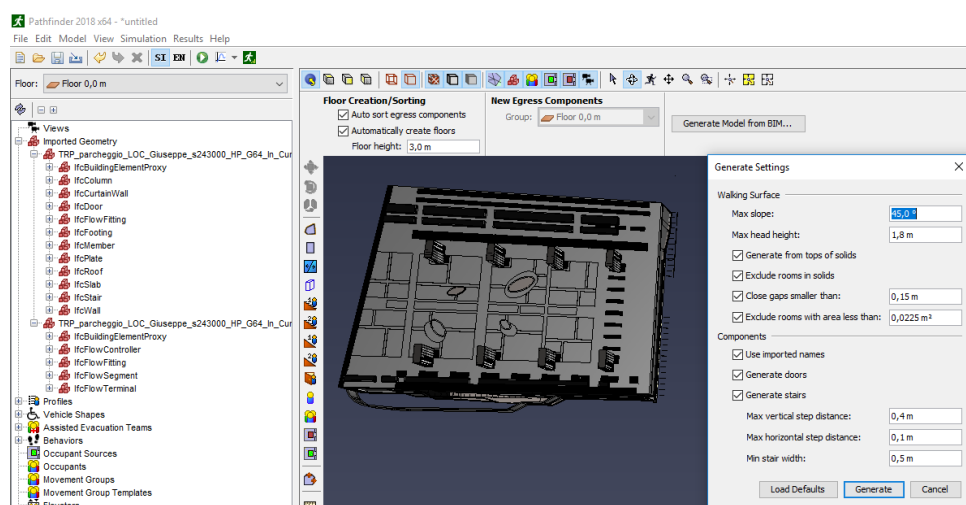 Pathfinder 2018 x64 - *untitled
File Edit Model View Simulation Results Help
SI EN
Floor: Floor 0,0 m
Views
Imported Geometry
TRP_parcheggio_LOC_Giuseppe_s243000_HP_G64_In_Cur
IfcBuildingElementProxy
IfcColumn
IfcCurtainWall
IfcDoor
IfcFlowFitting
IfcFooting
IfcMember
IfcPlate
IfcRoof
IfcSlab
IfcStair
IfcWall
TRP_parcheggio_LOC_Giuseppe_s243000_HP_G64_In_Cur
IfcBuildingElementProxy
IfcFlowController
IfcFlowFitting
IfcFlowSegment
IfcFlowTerminal
Profiles
Vehicle Shapes
Assisted Evacuation Teams
Behaviors
Occupant Sources
Occupants
Movement Groups
Movement Group Templates
Floor Creation/Sorting
Auto sort egress components
Automatically create floors
Floor height: 3,0 m
New Egress Components
Group: Floor 0,0 m
Generate Model from BIM...
Generate Settings
Walking Surface
Max slope: 45,0 °
Max head height: 1,8 m
Generate from tops of solids
Exclude rooms in solids
Close gaps smaller than: 0,15 m
Exclude rooms with area less than: 0,0225 m²
Components
Use imported names
Generate doors
Generate stairs
Max vertical step distance: 0,4 m
Max horizontal step distance: 0,1 m
Min stair width: 0,5 m
Load Defaults Generate Cancel